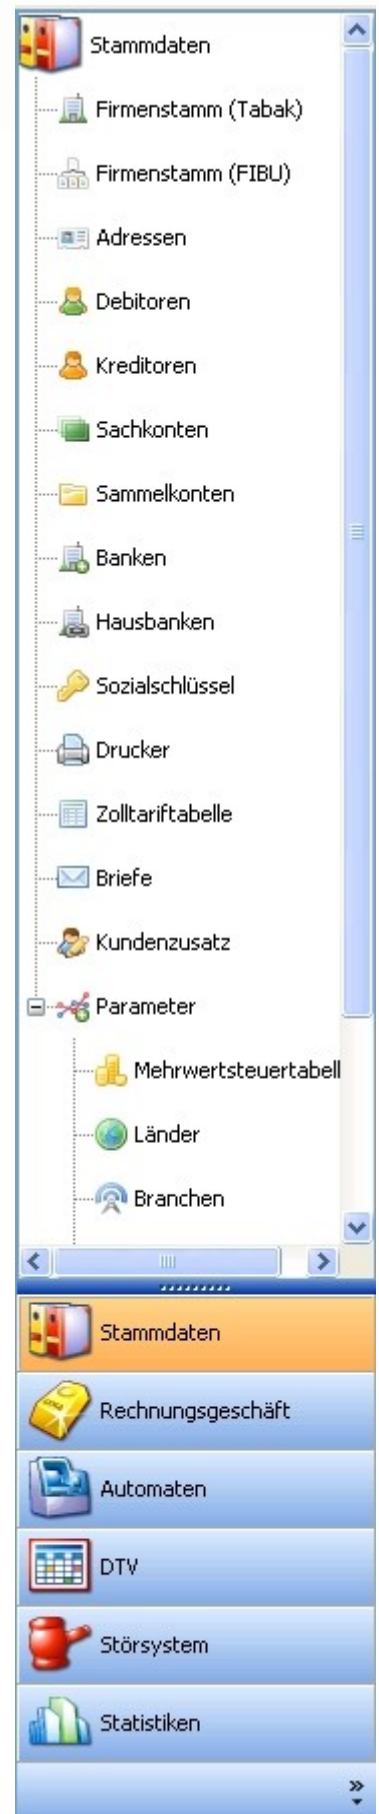 Stammdaten
Firmenstamm (Tabak)
Firmenstamm (FIBU)
Adressen
Debitoren
Kreditoren
Sachkonten
Sammelkonten
Banken
Hausbanken
Sozialschlüssel
Drucker
Zolltariftabelle
Briefe
Kundenzusatz
Parameter
Mehrwertsteuertabell
Länder
Branchen
Stammdaten
Rechnungsgeschäft
Automaten
DTV
Störsystem
Statistiken